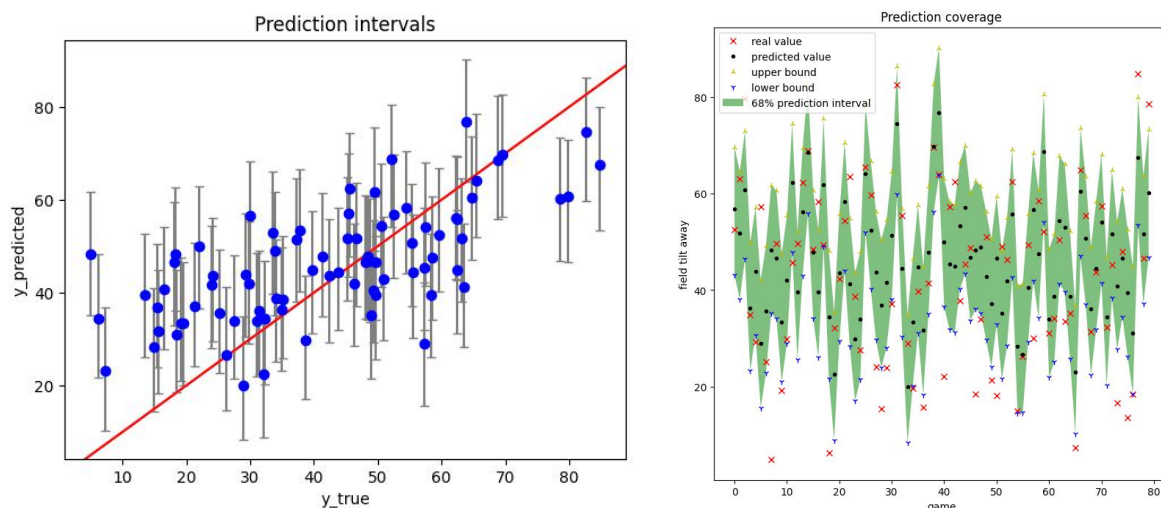 Prediction intervals
y_predicted
80
60
40
20
10 20 30 40 50 60 70 80
y_true
Prediction coverage
real value
predicted value
upper bound
lower bound
68% prediction interval
field tilt away
80
60
40
20
0 10 20 30 40 50 60 70 80
game